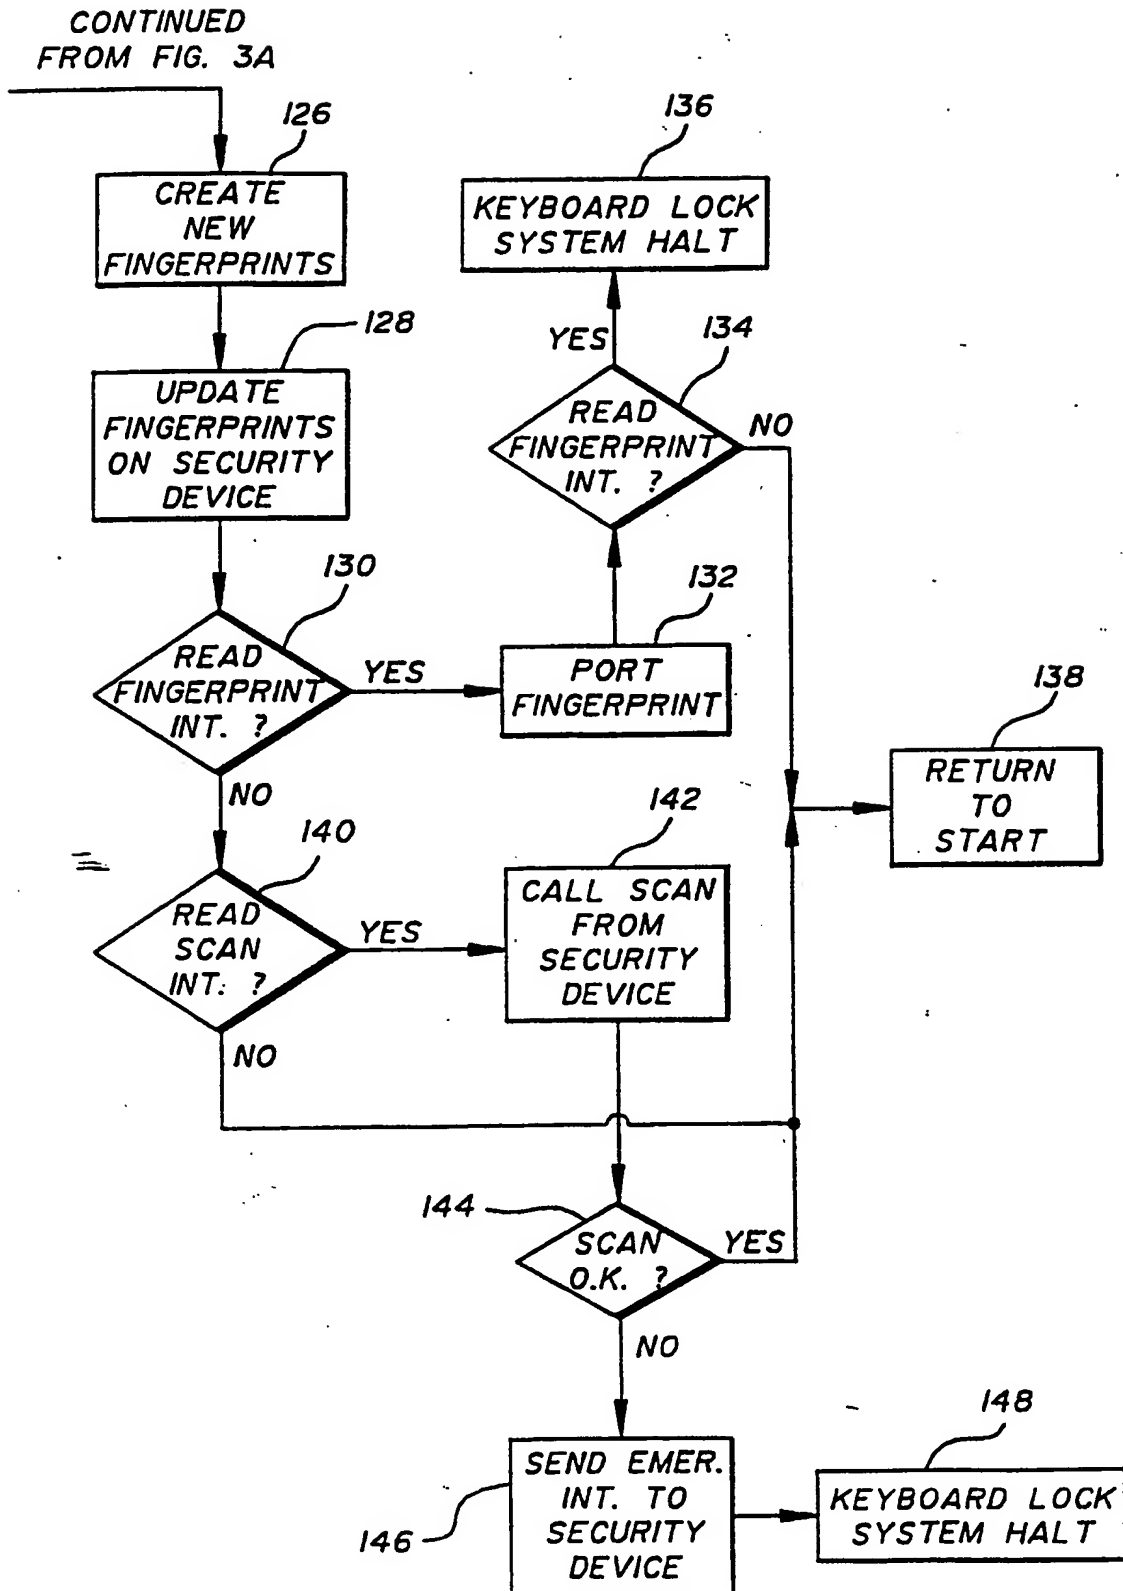 CONTINUED
FROM FIG. 3A
126
CREATE
NEW
FINGERPRINTS
128
UPDATE
FINGERPRINTS
ON SECURITY
DEVICE
130
READ
FINGERPRINT
INT. ?
YES
NO
132
PORT
FINGERPRINT
134
READ
FINGERPRINT
INT. ?
YES
NO
136
KEYBOARD LOCK
SYSTEM HALT
138
RETURN
TO
START
140
READ
SCAN
INT. ?
YES
NO
142
CALL SCAN
FROM
SECURITY
DEVICE
144
SCAN
O.K. ?
YES
NO
146
SEND EMER.
INT. TO
SECURITY
DEVICE
148
KEYBOARD LOCK
SYSTEM HALT